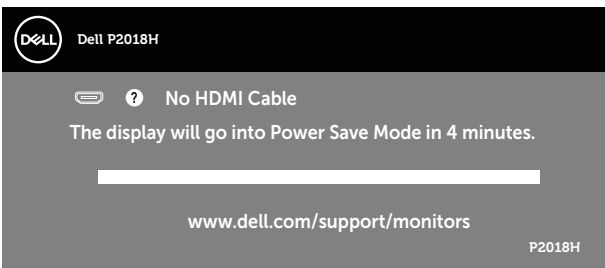 DELL
Dell P2018H
? No HDMI Cable
The display will go into Power Save Mode in 4 minutes.
www.dell.com/support/monitors
P2018H